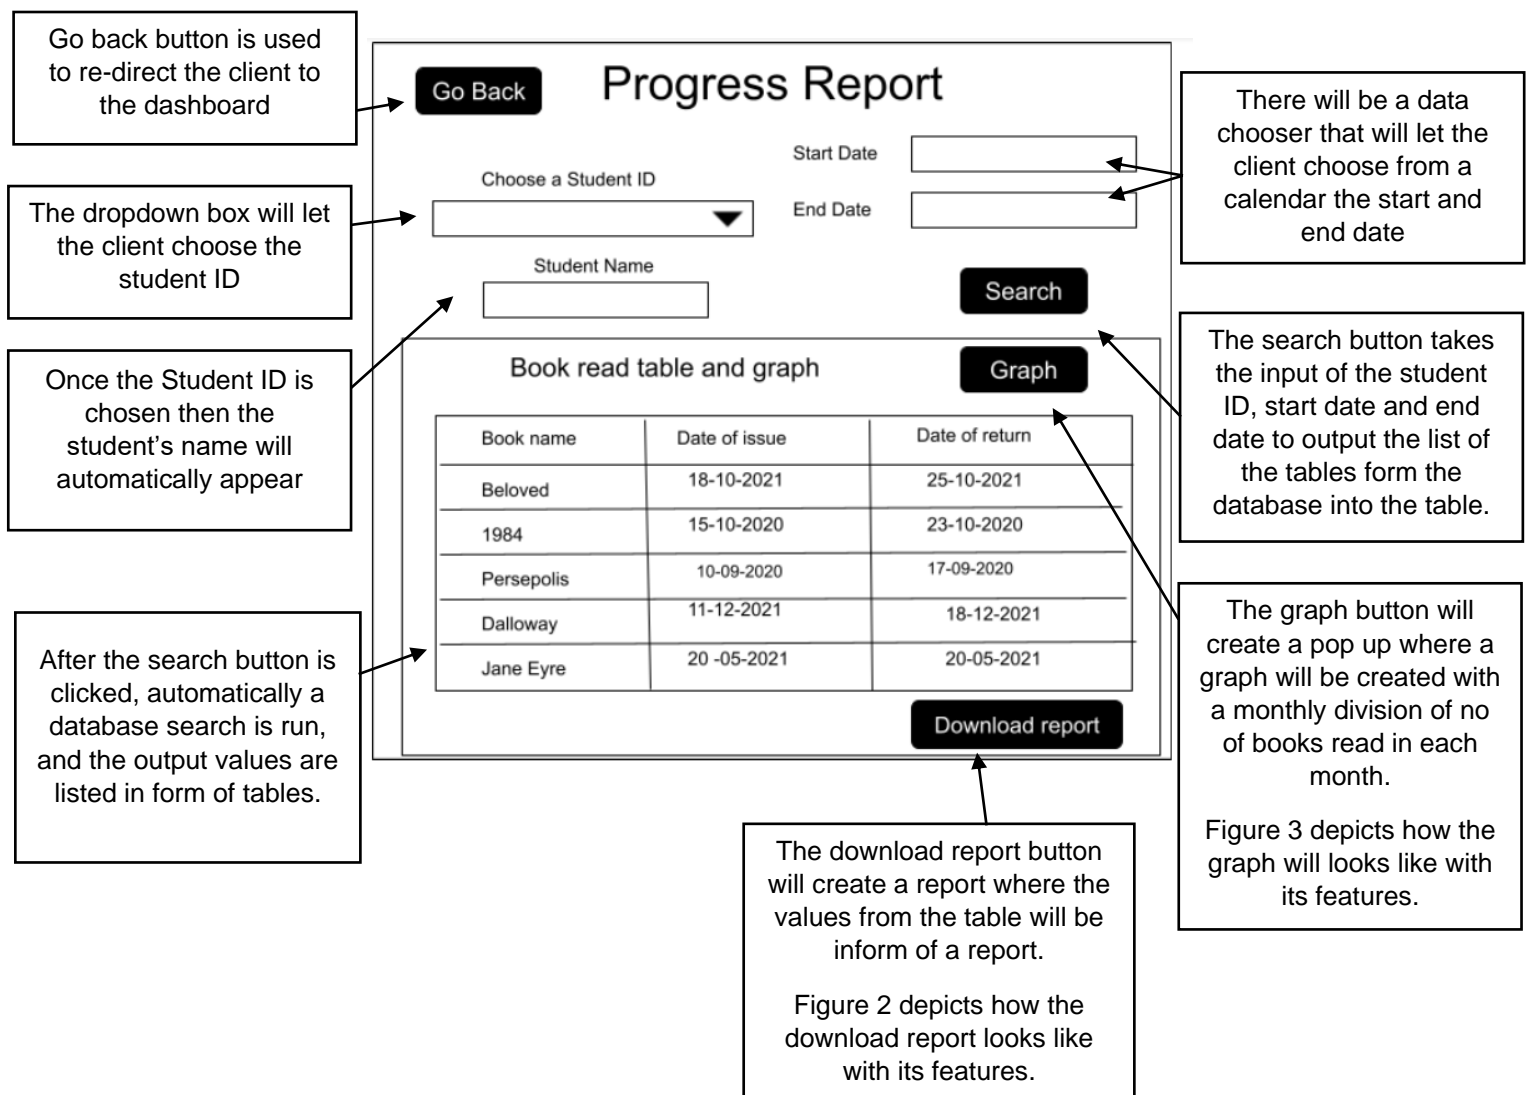 Go back button is used
to re-direct the client to
the dashboard
The dropdown box will let
the client choose the
student ID
Once the Student ID is
chosen then the
student's name will
automatically appear
After the search button is
clicked, automatically a
database search is run,
and the output values are
listed in form of tables.
Go Back
Progress Report
Choose a Student ID
Start Date
End Date
Student Name
Search
Book read table and graph
Graph
Book name Date of issue Date of return
Beloved 18-10-2021 25-10-2021
1984 15-10-2020 23-10-2020
Persepolis 10-09-2020 17-09-2020
Dalloway 11-12-2021 18-12-2021
Jane Eyre 20 -05-2021 20-05-2021
Download report
There will be a data
chooser that will let the
client choose from a
calendar the start and
end date
The search button takes
the input of the student
ID, start date and end
date to output the list of
the tables form the
database into the table.
The graph button will
create a pop up where a
graph will be created with
a monthly division of no
of books read in each
month.
Figure 3 depicts how the
graph will looks like with
its features.
The download report button
will create a report where the
values from the table will be
inform of a report.
Figure 2 depicts how the
download report looks like
with its features.